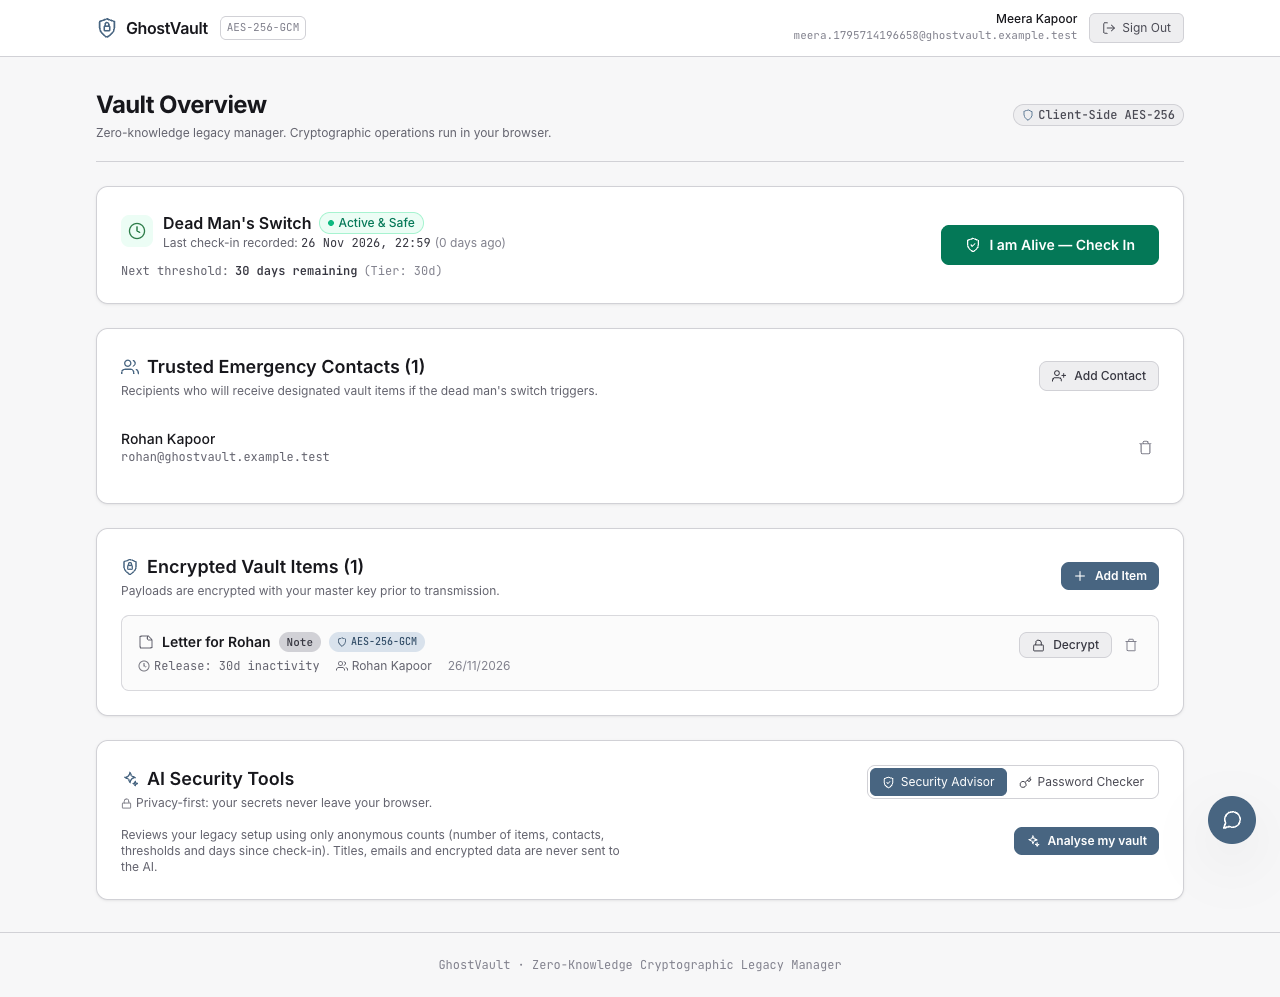 GhostVault AES-256-GCM
Meera Kapoor
meera.1795714196658@ghostvault.example.test
Sign Out
Vault Overview
Zero-knowledge legacy manager. Cryptographic operations run in your browser.
Client-Side AES-256
Dead Man's Switch Active & Safe
Last check-in recorded: 26 Nov 2026, 22:59 (0 days ago)
Next threshold: 30 days remaining (Tier: 30d)
I am Alive — Check In
Trusted Emergency Contacts (1)
Recipients who will receive designated vault items if the dead man's switch triggers.
Add Contact
Rohan Kapoor
rohan@ghostvault.example.test
Encrypted Vault Items (1)
Payloads are encrypted with your master key prior to transmission.
Add Item
Letter for Rohan Note AES-256-GCM
Release: 30d inactivity Rohan Kapoor 26/11/2026
Decrypt
AI Security Tools
Privacy-first: your secrets never leave your browser.
Security Advisor Password Checker
Reviews your legacy setup using only anonymous counts (number of items, contacts,
thresholds and days since check-in). Titles, emails and encrypted data are never sent to
the AI.
Analyse my vault
GhostVault · Zero-Knowledge Cryptographic Legacy Manager